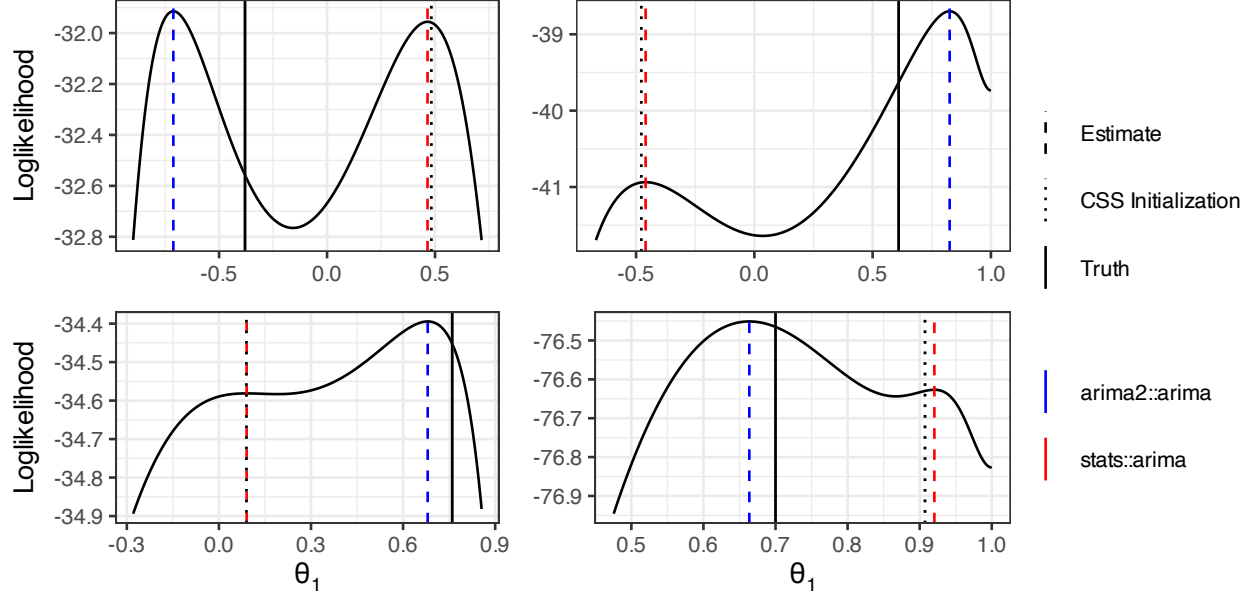 Loglikelihood
-32.0
-32.2
-32.4
-32.6
-32.8
-0.5 0.0 0.5
-39
-40
-41
-0.5 0.0 0.5 1.0
Loglikelihood
-34.4
-34.5
-34.6
-34.7
-34.8
-34.9
-0.3 0.0 0.3 0.6 0.9
θ1
-76.5
-76.6
-76.7
-76.8
-76.9
0.5 0.6 0.7 0.8 0.9 1.0
θ1
Estimate
CSS Initialization
Truth
arima2::arima
stats::arima